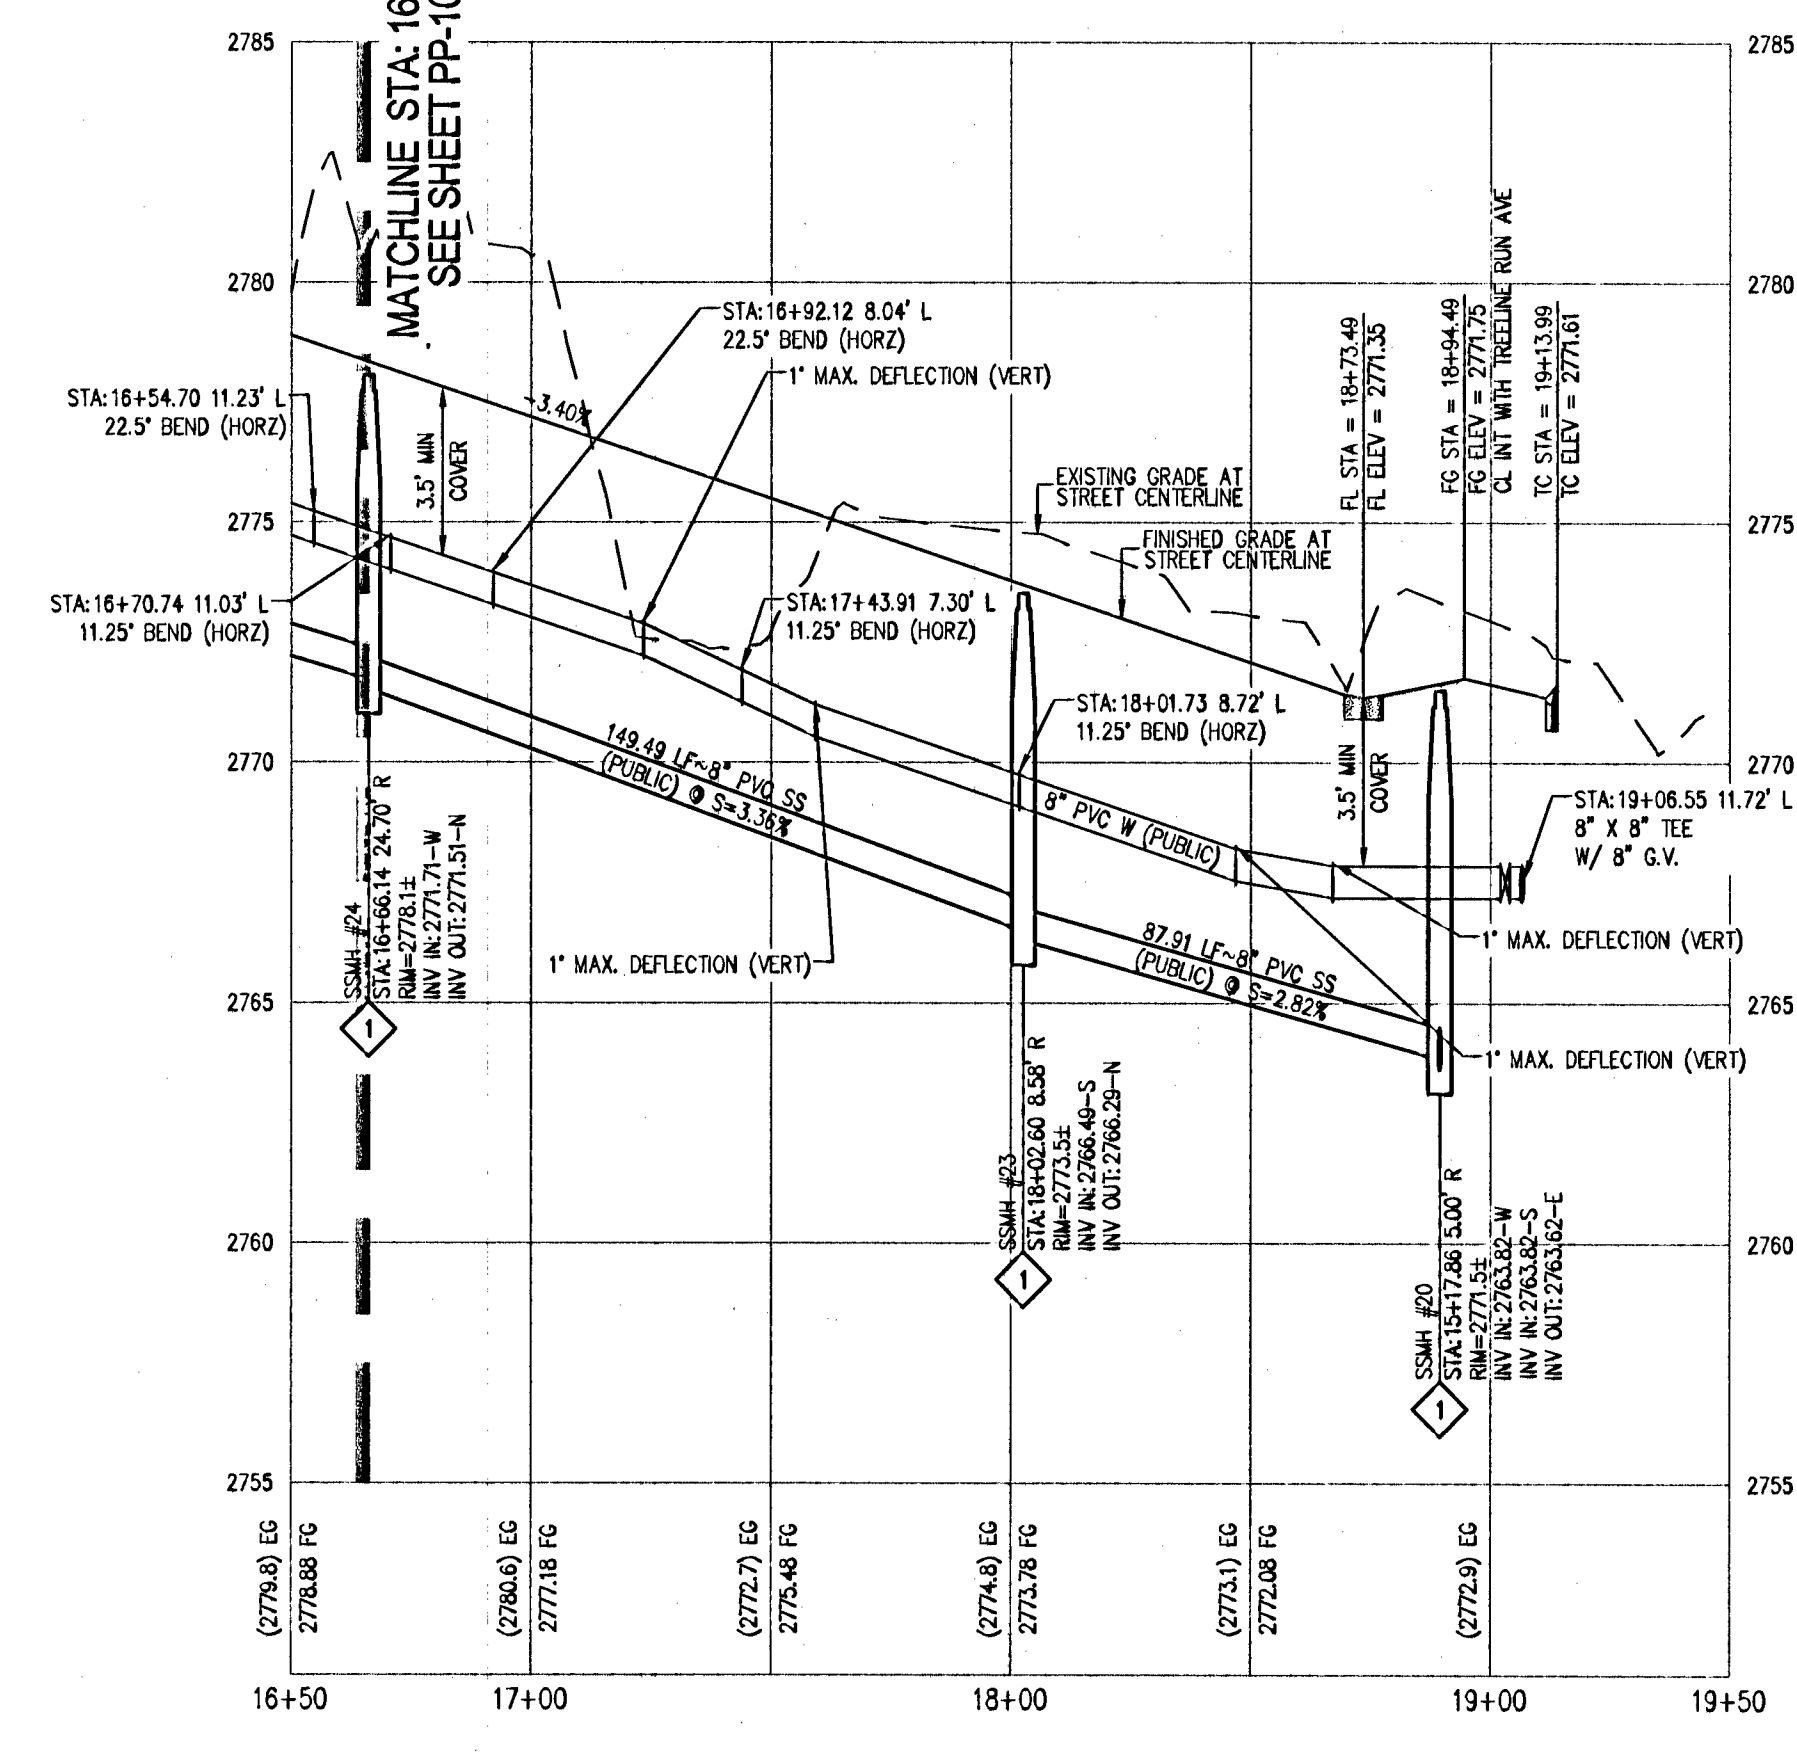 MATCHLINE STA: 16
SEE SHEET PP-10
2785
2785
2780
2780
2775
2775
2770
2770
2765
2765
2760
2760
2755
2755
STA:16+54.70 11.23' L
22.5° BEND (HORZ)
STA:16+70.74 11.03' L
11.25° BEND (HORZ)
3.5' MIN
COVER
-3.40%
STA:16+92.12 8.04' L
22.5° BEND (HORZ)
1° MAX. DEFLECTION (VERT)
STA:17+43.91 7.30' L
11.25° BEND (HORZ)
EXISTING GRADE AT
STREET CENTERLINE
FINISHED GRADE AT
STREET CENTERLINE
STA:18+01.73 8.72' L
11.25° BEND (HORZ)
FL STA = 18+73.49
FL ELEV = 2771.35
FG STA = 18+94.49
FG ELEV = 2771.75
CL INT WITH TREELINE RUN AVE
TC STA = 19+13.99
TC ELEV = 2771.61
3.5' MIN
COVER
149.49 LF~8" PVC SS
(PUBLIC) @ S=3.36%
8" PVC W (PUBLIC)
87.91 LF~8" PVC SS
(PUBLIC) @ S=2.82%
STA:19+06.55 11.72' L
8" X 8" TEE
W/ 8" G.V.
1° MAX. DEFLECTION (VERT)
1° MAX. DEFLECTION (VERT)
1° MAX. DEFLECTION (VERT)
SSMH #24
STA:16+66.14 24.70' R
RIM=2778.1±
INV IN:2771.71-W
INV OUT:2771.51-N
1
SSMH #23
STA:18+02.60 8.58' R
RIM=2773.5±
INV IN:2766.49-S
INV OUT:2766.29-N
1
SSMH #20
STA:15+17.86 5.00' R
RIM=2771.5±
INV IN:2763.82-W
INV IN:2763.82-S
INV OUT:2763.62-E
1
(2779.8) EG
2778.88 FG
(2780.6) EG
2777.18 FG
(2772.7) EG
2775.48 FG
(2774.8) EG
2773.78 FG
(2773.1) EG
2772.08 FG
(2772.9) EG
16+50
17+00
18+00
19+00
19+50